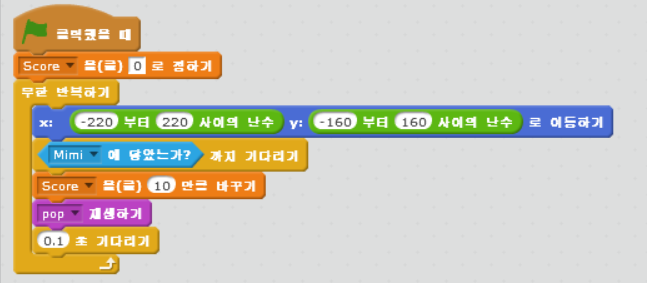 클릭했을 때
Score 을(를) 0 로 정하기
무한 반복하기
x: -220 부터 220 사이의 난수 y: -160 부터 160 사이의 난수 로 이동하기
Mimi 에 닿았는가? 까지 기다리기
Score 을(를) 10 만큼 바꾸기
pop 재생하기
0.1 초 기다리기